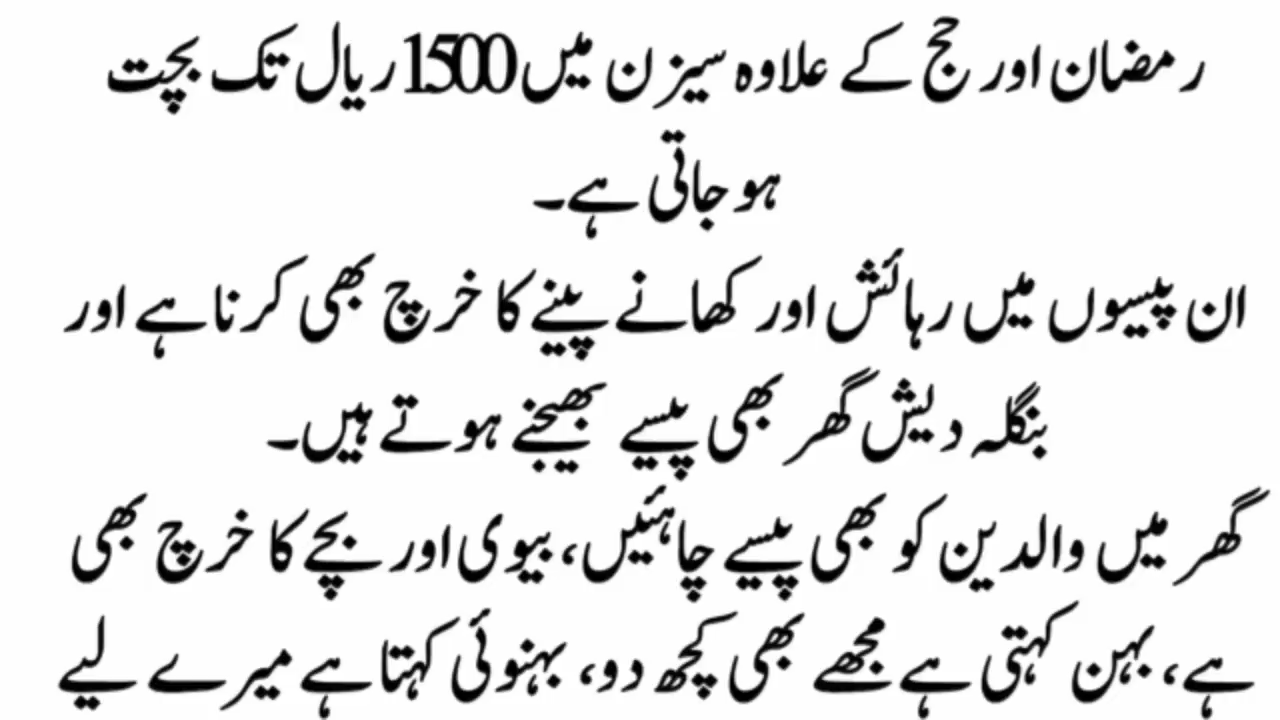 رمضان اور حج کے علاوہ سیزن میں 1500 ریال تک بچت
ہو جاتی ہے۔
ان پیسوں میں رہائش اور کھانے پینے کا خرچ بھی کرنا ہے اور
بنگلہ دیش گھر بھی پیسے بھیجنے ہوتے ہیں۔
گھر میں والدین کو بھی پیسے چاہئیں، بیوی اور بچے کا خرچ بھی
ہے، بہن کہتی ہے مجھے بھی کچھ دو، بہنوئی کہتا ہے میرے لیے